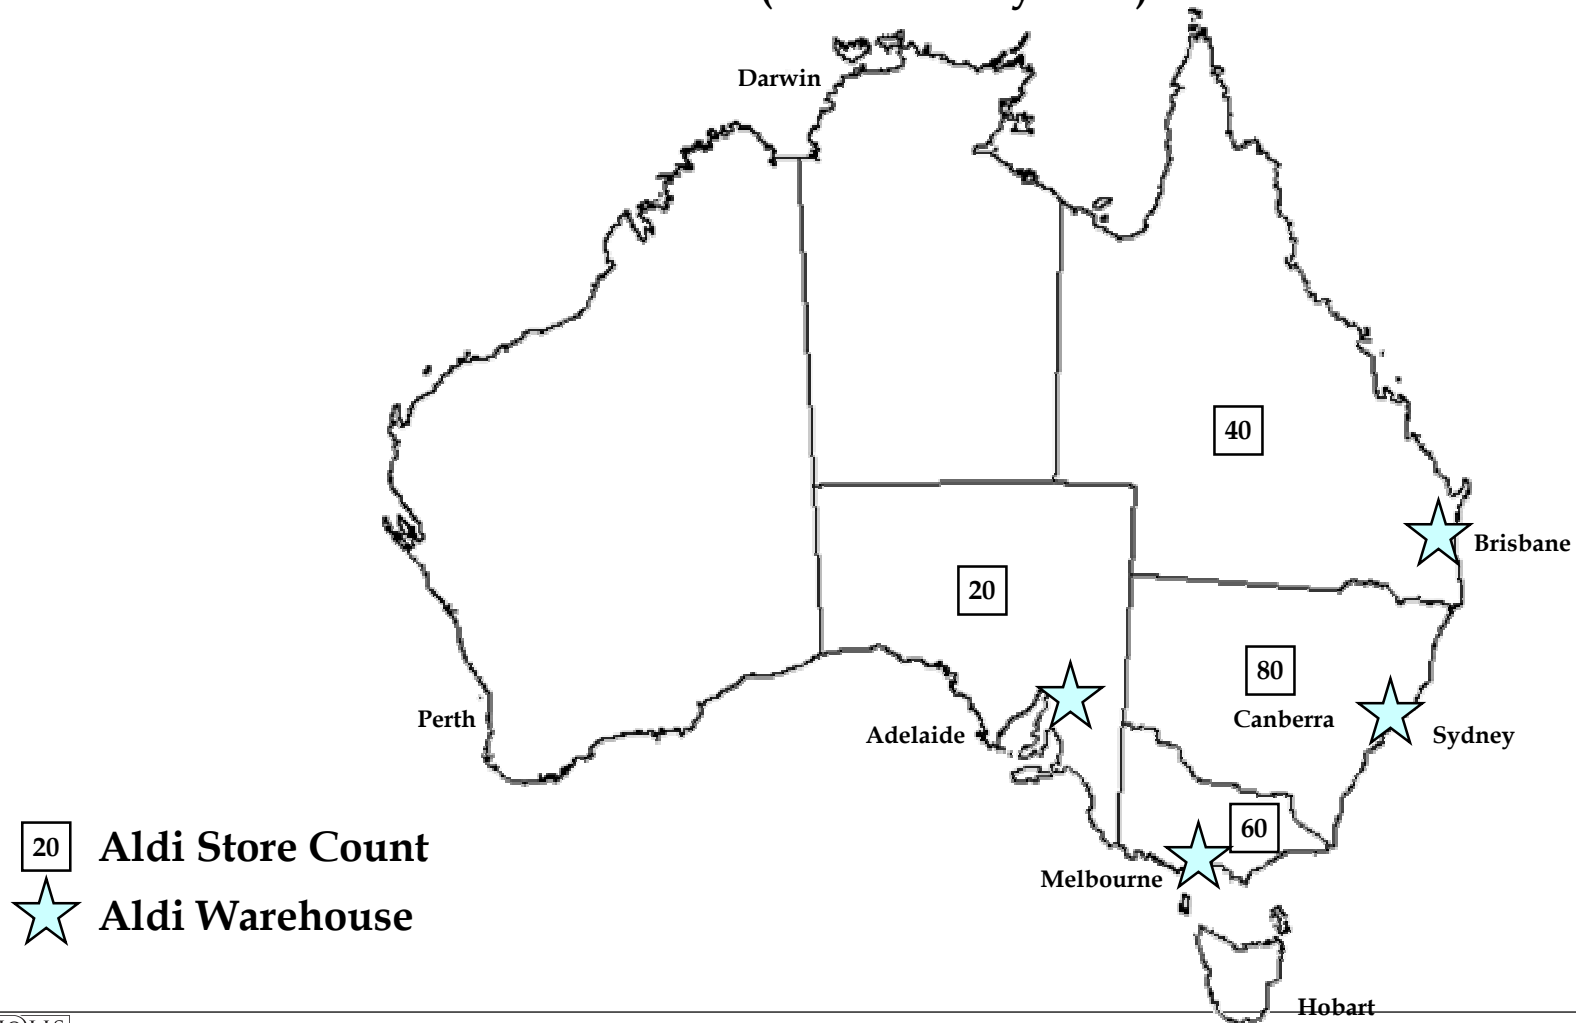 Darwin
40
Brisbane
20
80
Perth
Canberra
Adelaide
Sydney
60
20 Aldi Store Count
Melbourne
Aldi Warehouse
Hobart